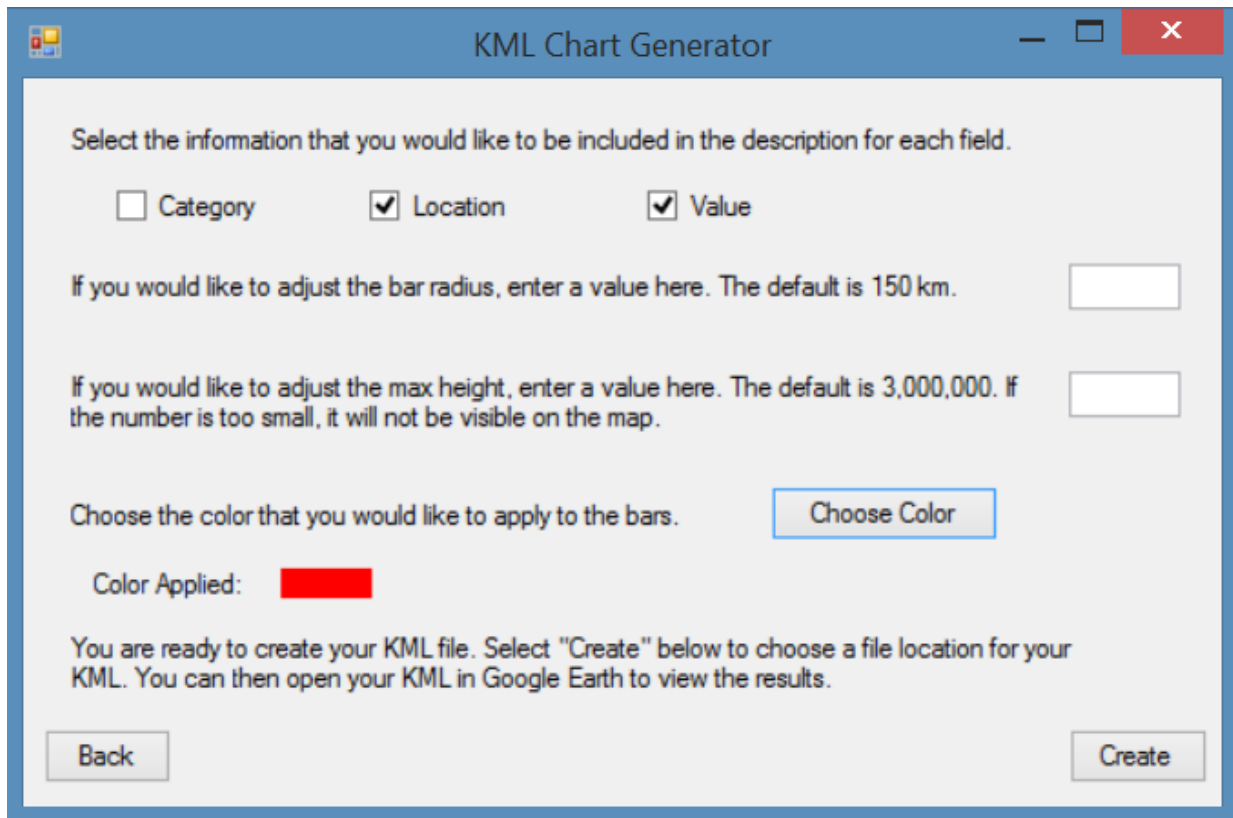 KML Chart Generator
Select the information that you would like to be included in the description for each field.
Category Location Value
If you would like to adjust the bar radius, enter a value here. The default is 150 km.
If you would like to adjust the max height, enter a value here. The default is 3,000,000. If
the number is too small, it will not be visible on the map.
Choose the color that you would like to apply to the bars. Choose Color
Color Applied:
You are ready to create your KML file. Select "Create" below to choose a file location for your
KML. You can then open your KML in Google Earth to view the results.
Back Create